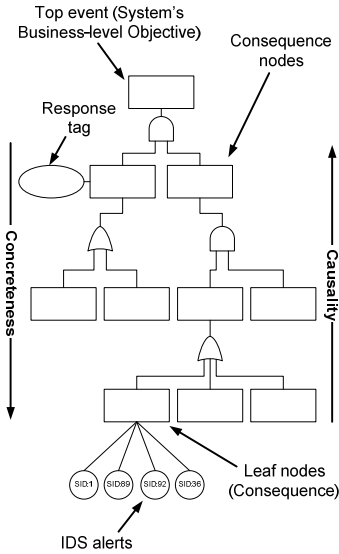 Top event (System's
Business-level Objective)
Consequence
nodes
Response
tag
Concreteness
Causality
SID:1
SID:89
SID:92
SID:36
Leaf nodes
(Consequence)
IDS alerts